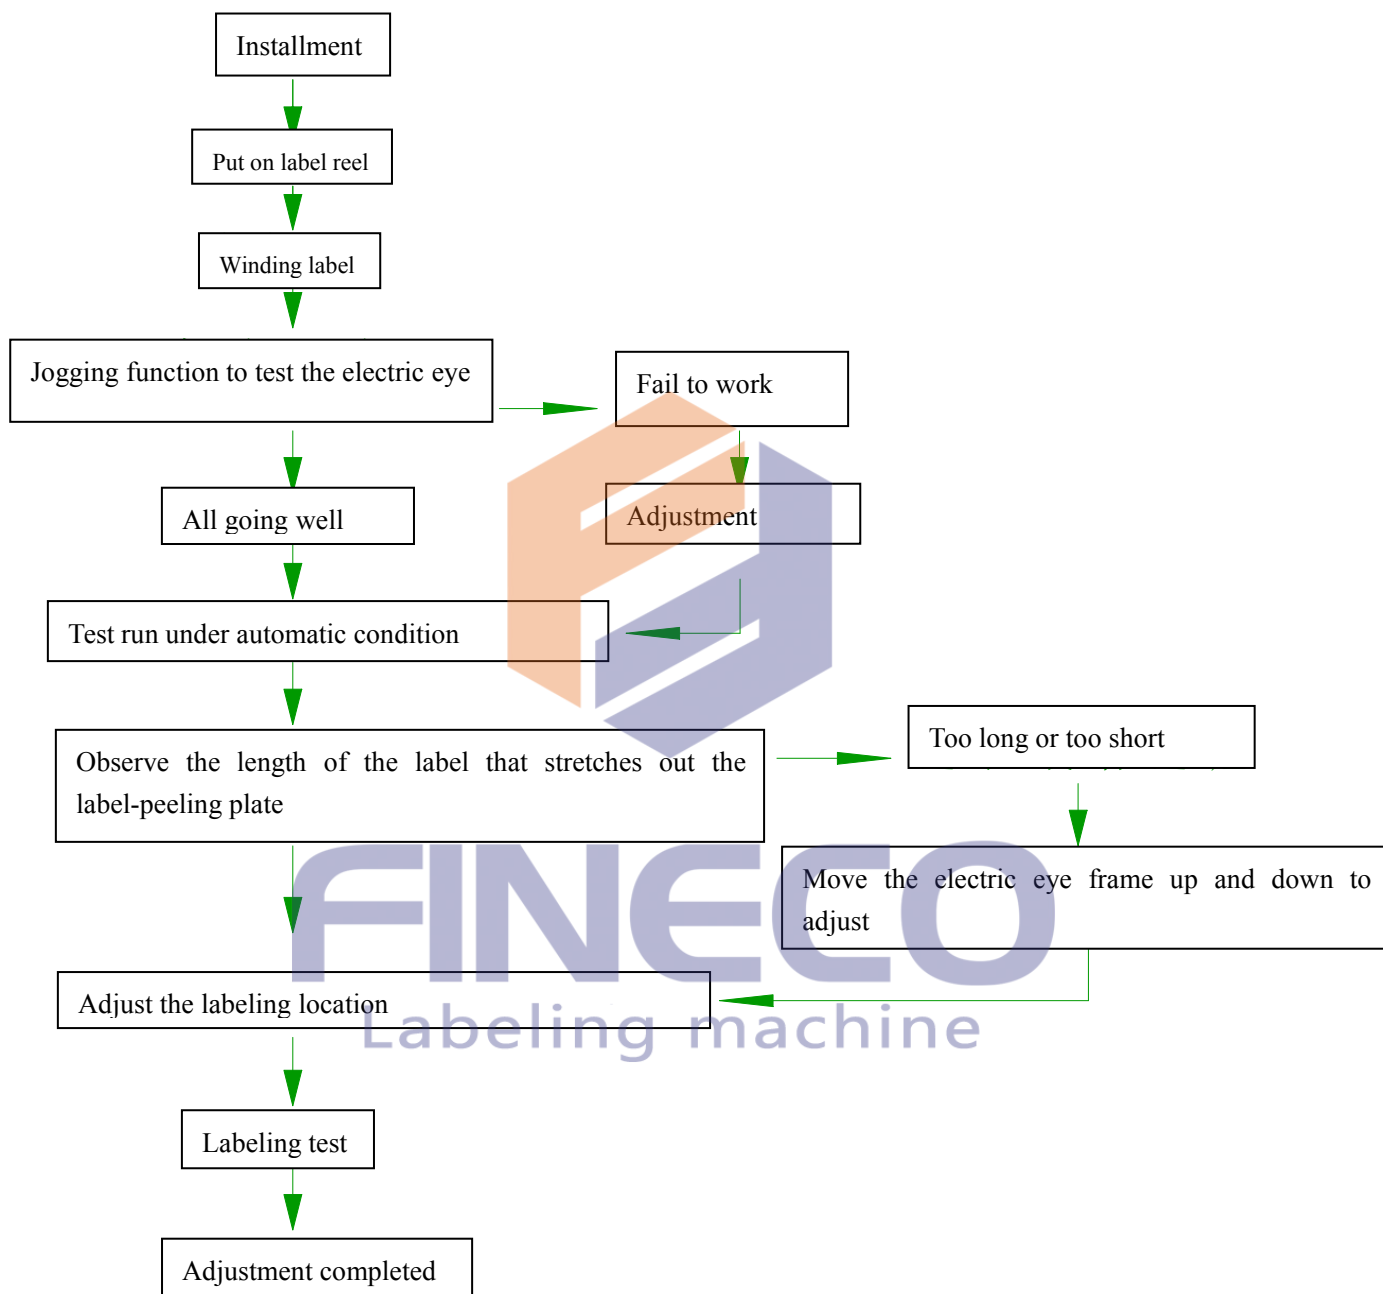 Installment
Put on label reel
Winding label
Jogging function to test the electric eye
Fail to work
All going well
Adjustment
Test run under automatic condition
Observe the length of the label that stretches out the
label-peeling plate
Too long or too short
Move the electric eye frame up and down to
adjust
FINECO
Adjust the labeling location
Labeling machine
Labeling test
Adjustment completed